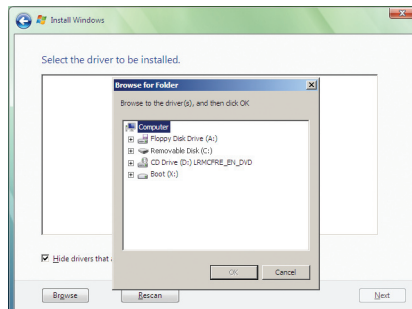 Install Windows
Select the driver to be installed.
Browse for Folder
Browse to the driver(s), and then click OK
Computer
Floppy Disk Drive (A:)
Removable Disk (C:)
CD Drive (D:) LRMCFRE_EN_DVD
Boot (X:)
Hide drivers that
OK
Cancel
Browse
Rescan
Next